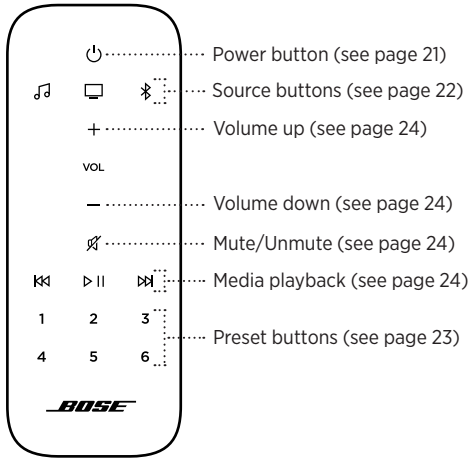 Power button (see page 21)
Source buttons (see page 22)
+ Volume up (see page 24)
VOL
– Volume down (see page 24)
Mute/Unmute (see page 24)
Media playback (see page 24)
1 2 3
Preset buttons (see page 23)
4 5 6
BOSE